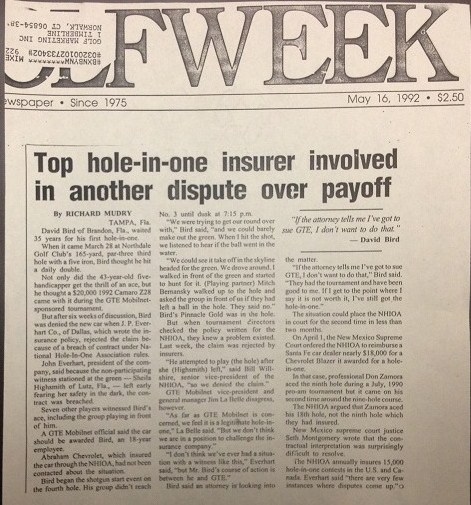 GOLF MARKETING INC
1 TIMBERLINE
NORWALK, CT 06854-38
LFWEEK
ewspaper • Since 1975
May 16, 1992 • $2.50
Top hole-in-one insurer involved
in another dispute over payoff
By RICHARD MUDRY
TAMPA, Fla.
David Bird of Brandon, Fla., waited
35 years for his first hole-in-one.
When it came March 28 at Northdale
Golf Club's 165-yard, par-three third
hole with a five iron, Bird thought he hit
a daily double.
Not only did the 43-year-old five-
handicapper get the thrill of an ace, but
he thought a $20,000 1992 Camaro Z28
came with it during the GTE Mobilnet-
sponsored tournament.
But after six weeks of discussion, Bird
was denied the new car when J. P. Ever-
hart Co., of Dallas, which wrote the in-
surance policy, rejected the claim be-
cause of a breach of contract under Na-
tional Hole-In-One Association rules.
John Everhart, president of the com-
pany, said because the non-participating
witness stationed at the green — Sheila
Highsmith of Lutz, Fla., — left early
fearing her safety in the dark, the con-
tract was breached.
Seven other players witnessed Bird's
ace, including the group playing in front
of him.
A GTE Mobilnet official said the car
should be awarded Bird, an 18-year
employee.
Abraham Chevrolet, which insured
the car through the NHIOA, had not been
contacted about the situation.
Bird began the shotgun start event on
the fourth hole. His group didn't reach
No. 3 until dusk at 7:15 p.m.
"We were trying to get our round over
with," Bird said, "and we could barely
make out the green. When I hit the shot,
we listened to hear if the ball went in the
water.
"We could see it take off in the skyline
headed for the green. We drove around. I
walked in front of the green and started
to hunt for it. (Playing partner) Mitch
Bernansky walked up to the hole and
asked the group in front of us if they had
left a ball in the hole. They said no."
Bird's Pinnacle Gold was in the hole.
But when tournament directors
checked the policy written for the
NHIOA, they knew a problem existed.
Last week, the claim was rejected by
insurers.
"He attempted to play (the hole) after
she (Highsmith) left," said Bill Will-
shire, senior vice-president of the
NHIOA, "so we denied the claim."
GTE Mobilnet vice-president and
general manager Jim La Belle disagrees,
however.
"As far as GTE Mobilnet is con-
cerned, we feel it is a legitimate hole-in-
one," La Belle said. "But we don't think
we are in a position to challenge the in-
surance company."
"I don't think we've ever had a situa-
tion with a witness like this," Everhart
said, "but Mr. Bird's course of action is
between he and GTE."
Bird said an attorney is looking into
"If the attorney tells me I've got to
sue GTE, I don't want to do that."
— David Bird
the matter.
"If the attorney tells me I've got to sue
GTE, I don't want to do that," Bird said.
"They had the tournament and have been
good to me. If I get to the point where I
say it is not worth it, I've still got the
hole-in-one."
The situation could place the NHIOA
in court for the second time in less than
two months.
On April 1, the New Mexico Supreme
Court ordered the NHIOA to reimburse a
Santa Fe car dealer nearly $18,000 for a
Chevrolet Blazer it awarded for a hole-
in-one.
In that case, professional Don Zamora
aced the ninth hole during a July, 1990
pro-am tournament but it came on his
second time around the nine-hole course.
The NHIOA argued that Zamora aced
his 18th hole, not the ninth hole which
they had insured.
New Mexico supreme court justice
Seth Montgomery wrote that the con-
tractual interpretation was surprisingly
difficult to resolve.
The NHIOA annually insures 15,000
hole-in-one contests in the U.S. and Ca-
nada. Everhart said "there are very few
instances where disputes come up."